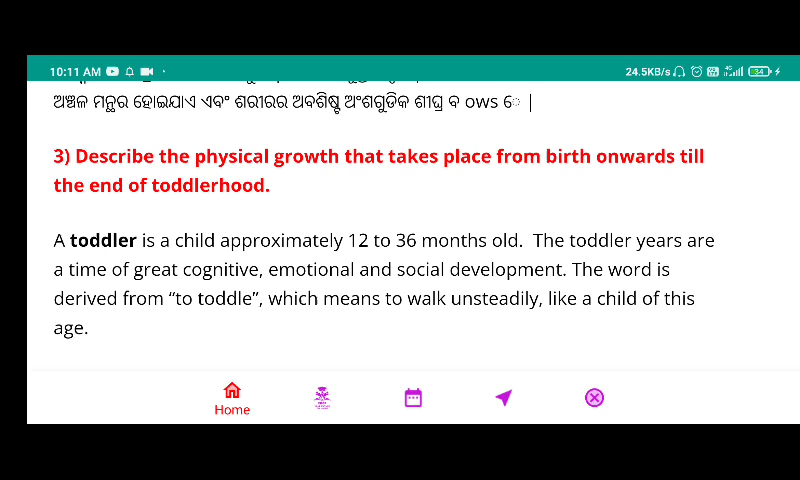 10:11 AM
24.5KB/s 4G 34
ଅଞ୍ଚଳ ମନ୍ଥର ହୋଇଯାଏ ଏବଂ ଶରୀରର ଅବଶିଷ୍ଟ ଅଂଶଗୁଡିକ ଶୀଘ୍ର ବ ows େ |
3) Describe the physical growth that takes place from birth onwards till
the end of toddlerhood.
A toddler is a child approximately 12 to 36 months old. The toddler years are
a time of great cognitive, emotional and social development. The word is
derived from “to toddle”, which means to walk unsteadily, like a child of this
age.
Home